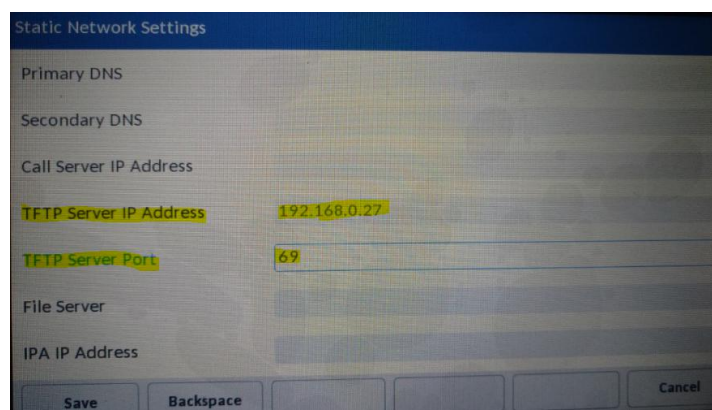 Static Network Settings
Primary DNS
Secondary DNS
Call Server IP Address
TFTP Server IP Address 192.168.0.27
TFTP Server Port 69
File Server
IPA IP Address
Save Backspace Cancel